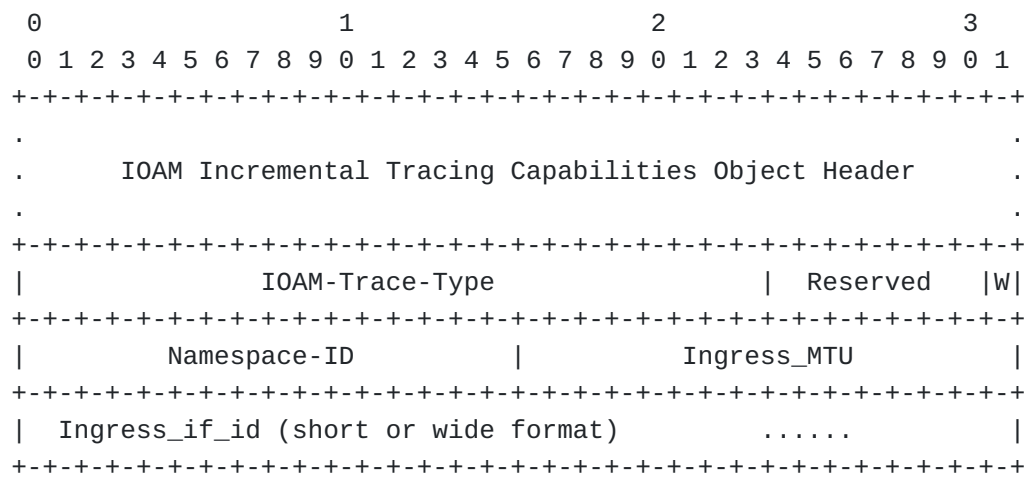 0                   1                   2                   3
 0 1 2 3 4 5 6 7 8 9 0 1 2 3 4 5 6 7 8 9 0 1 2 3 4 5 6 7 8 9 0 1
+-+-+-+-+-+-+-+-+-+-+-+-+-+-+-+-+-+-+-+-+-+-+-+-+-+-+-+-+-+-+-+-+
.                                                               .
.      IOAM Incremental Tracing Capabilities Object Header      .
.                                                               .
+-+-+-+-+-+-+-+-+-+-+-+-+-+-+-+-+-+-+-+-+-+-+-+-+-+-+-+-+-+-+-+-+
|               IOAM-Trace-Type                 |  Reserved   |W|
+-+-+-+-+-+-+-+-+-+-+-+-+-+-+-+-+-+-+-+-+-+-+-+-+-+-+-+-+-+-+-+-+
|         Namespace-ID          |          Ingress_MTU          |
+-+-+-+-+-+-+-+-+-+-+-+-+-+-+-+-+-+-+-+-+-+-+-+-+-+-+-+-+-+-+-+-+
|  Ingress_if_id (short or wide format)         ......          |
+-+-+-+-+-+-+-+-+-+-+-+-+-+-+-+-+-+-+-+-+-+-+-+-+-+-+-+-+-+-+-+-+